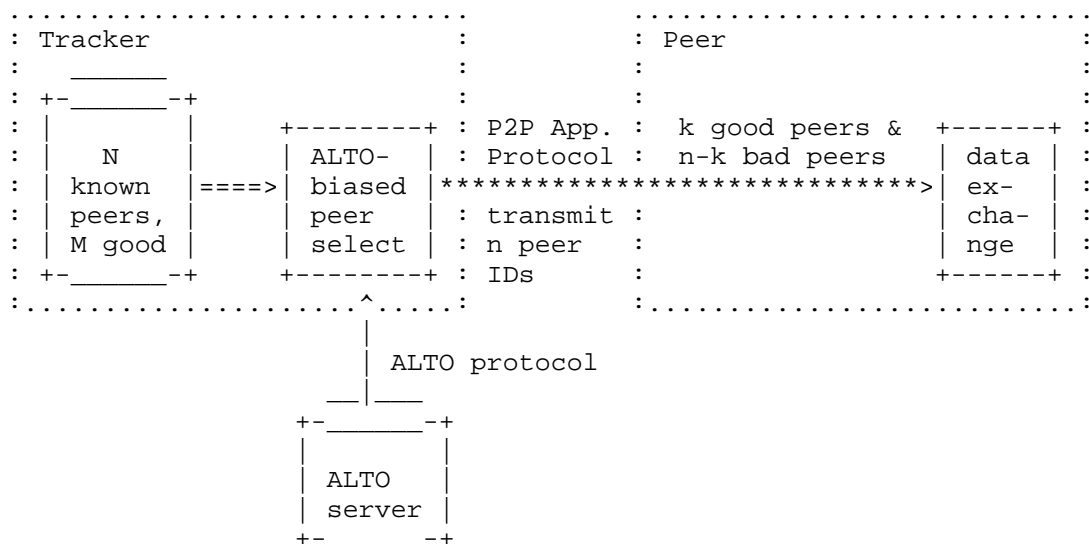 Tracker Peer
P2P App. k good peers &
N ALTO- Protocol n-k bad peers data
known ====> biased *******************************> ex-
peers, peer transmit cha-
M good select n peer nge
IDs
ALTO protocol
ALTO
server